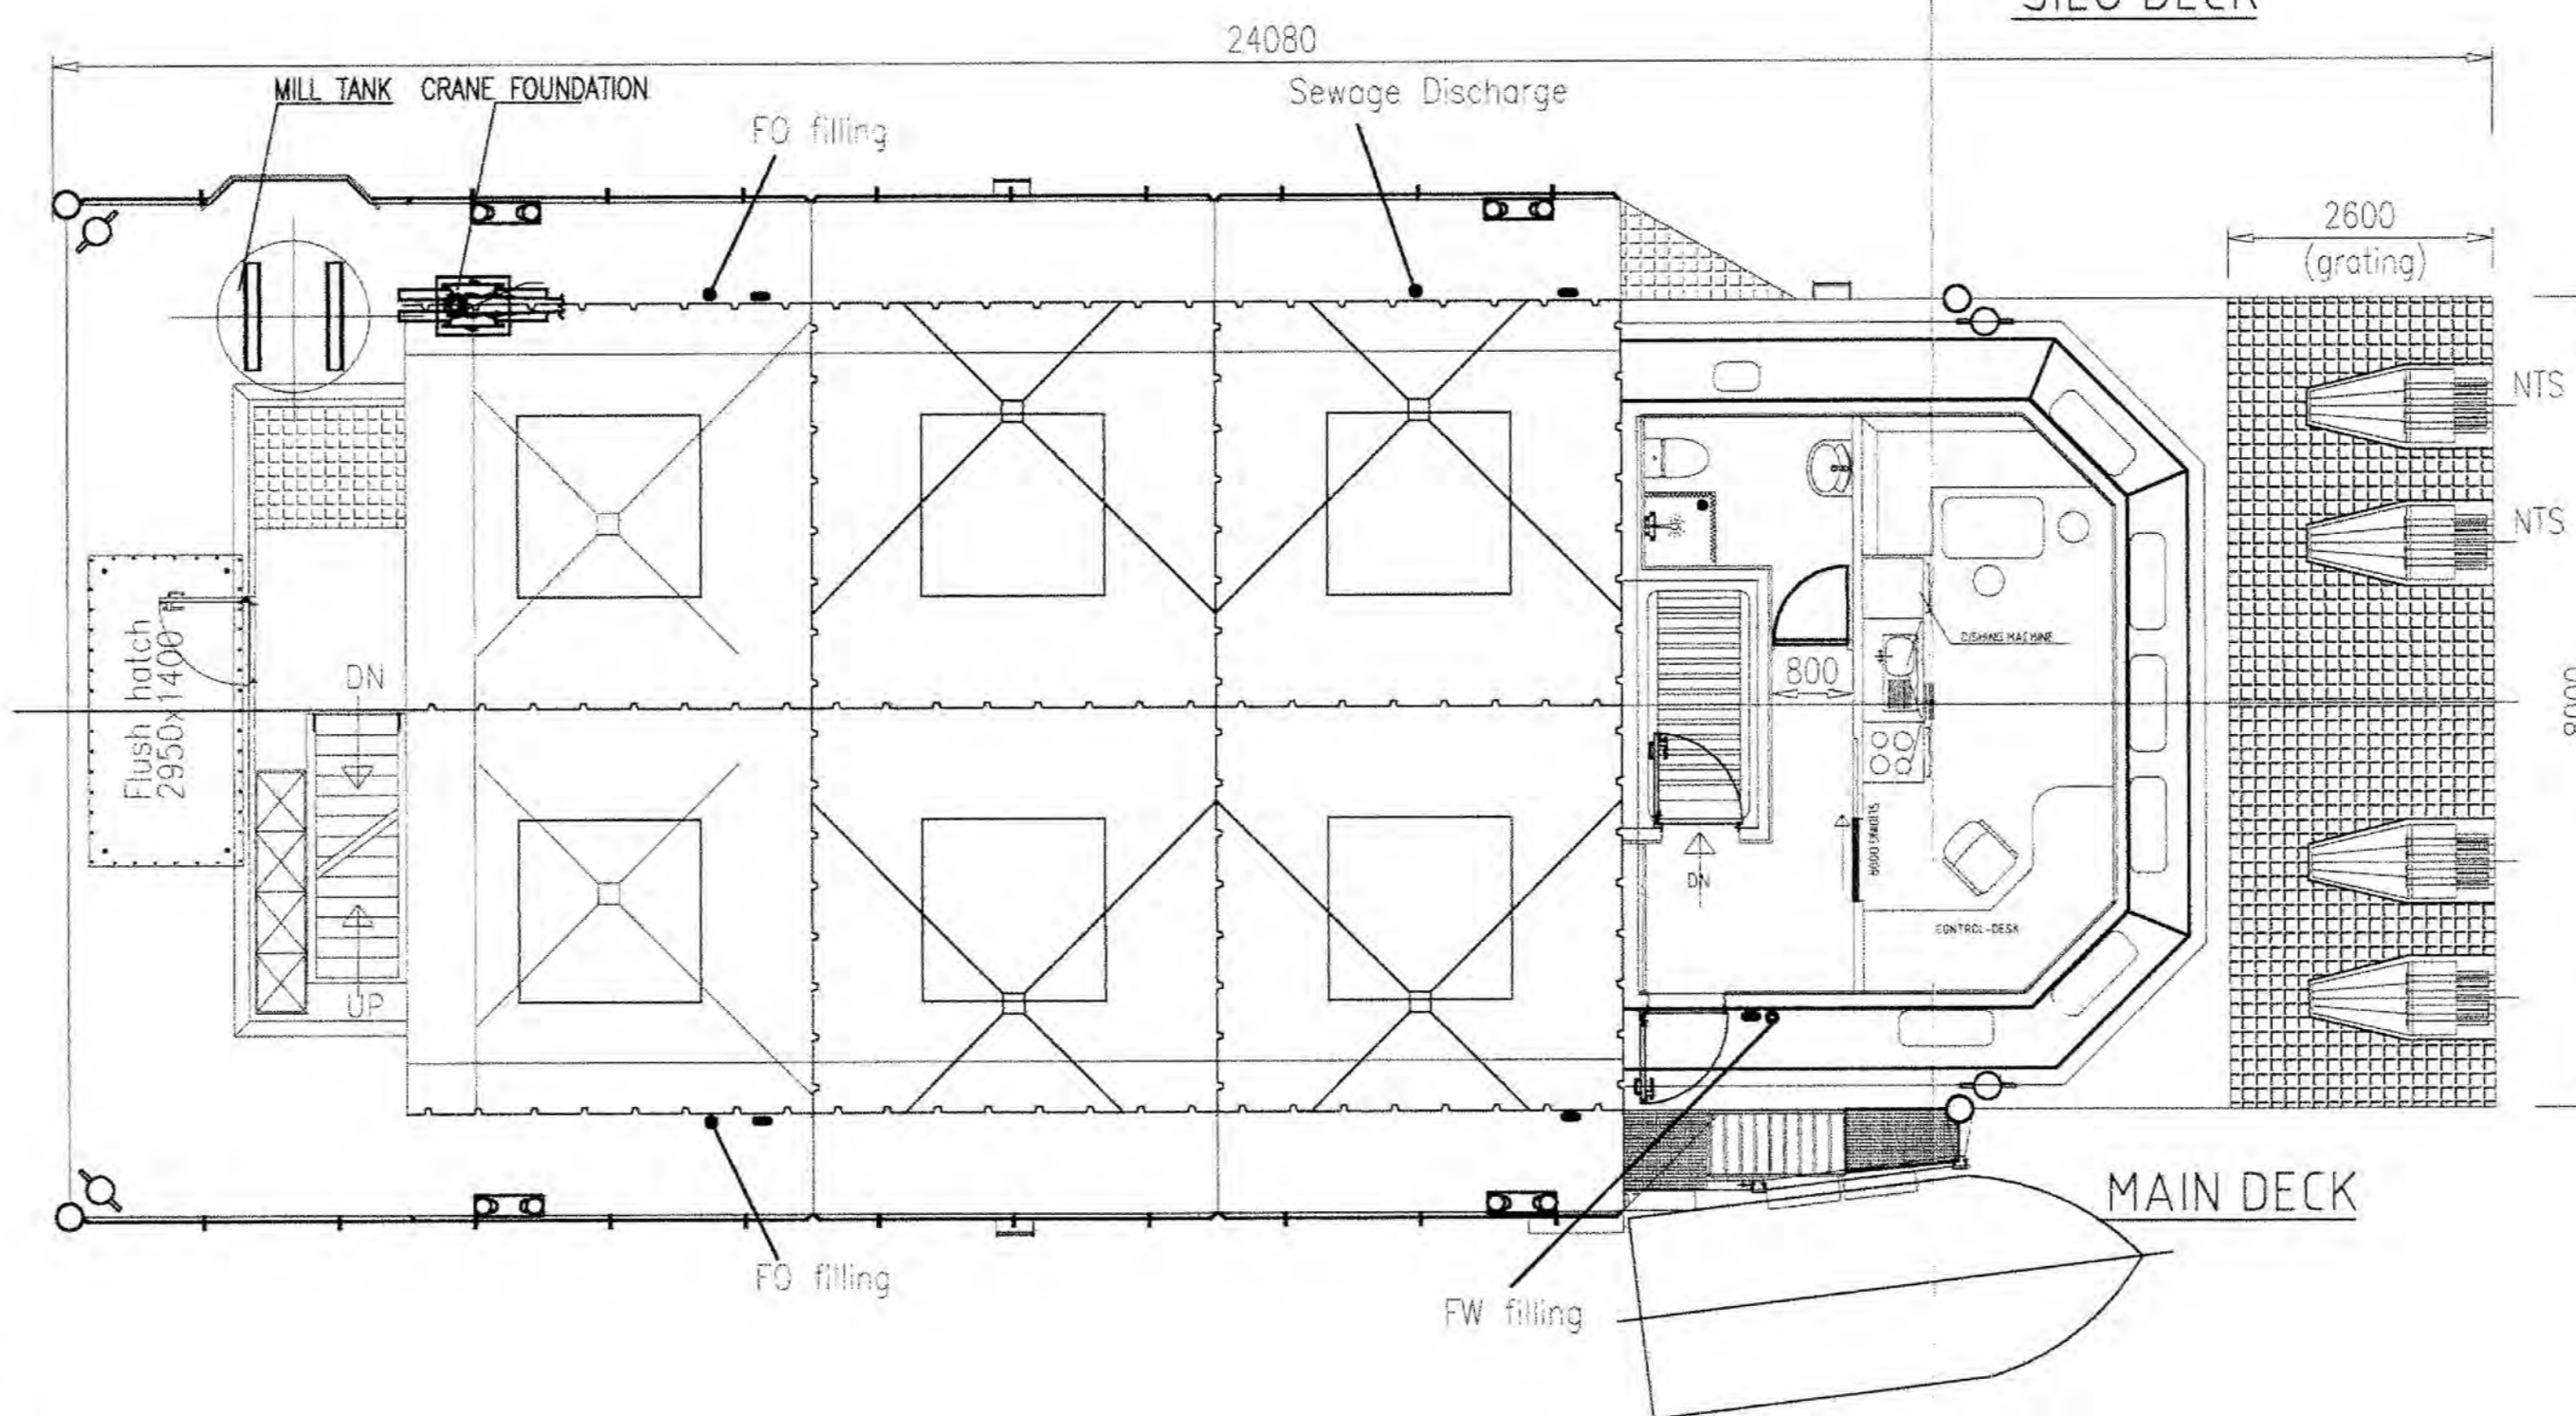 SILO DECK
24080
MILL TANK
CRANE FOUNDATION
FO filling
Sewage Discharge
2600
(grating)
NTS
NTS
Flush hatch
2950x1400
DN
UP
800
DISHING MACHINE
DN
CONTROL-DESK
8000
MAIN DECK
FO filling
FW filling